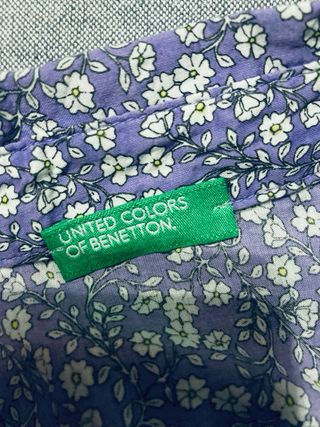 UNITED COLORS
OF BENETTON.